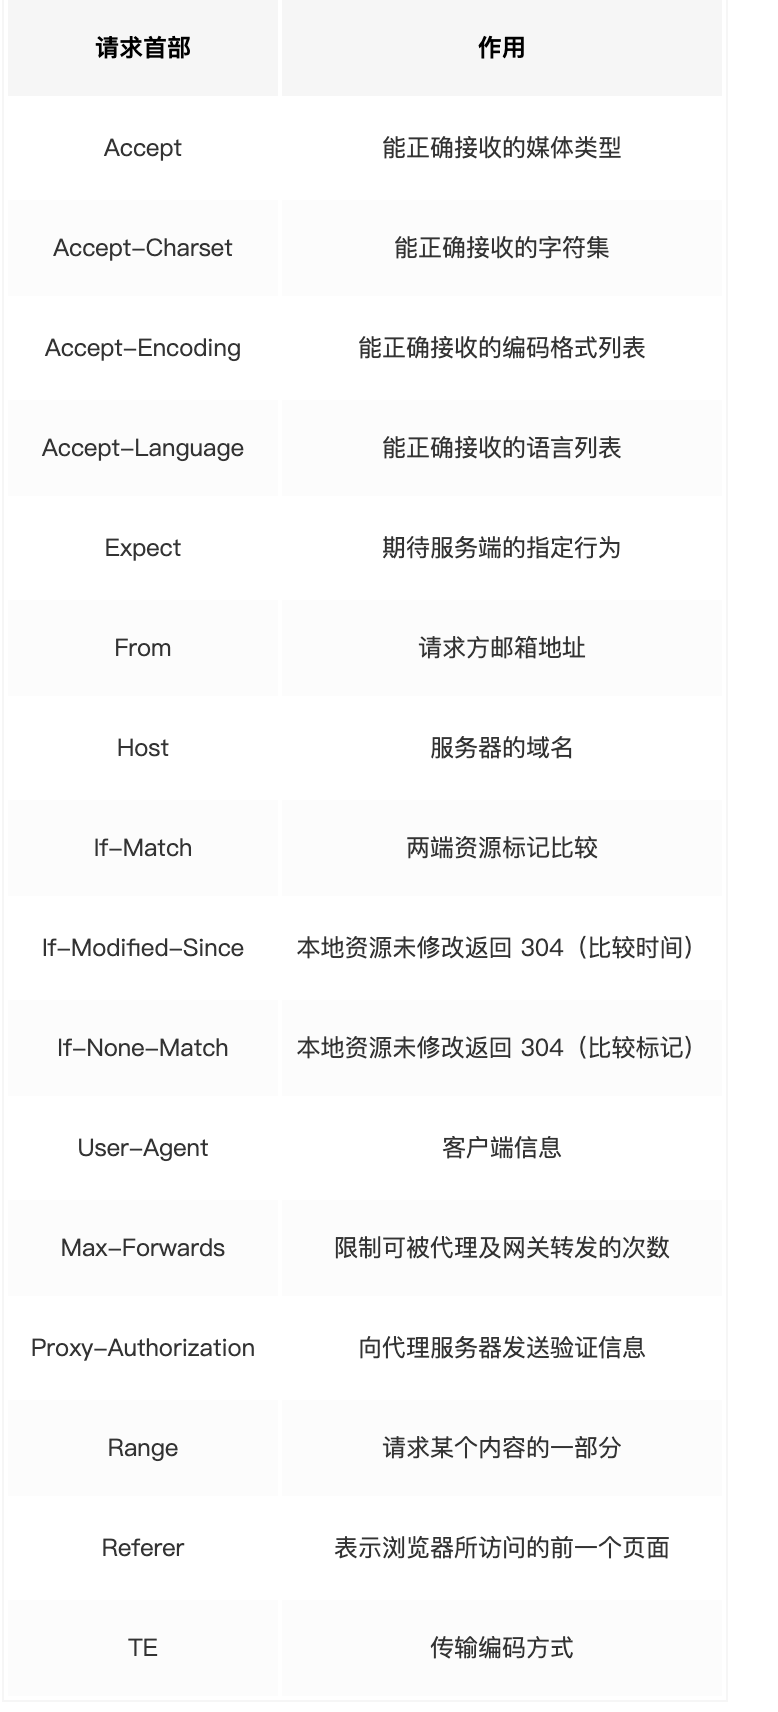 请求首部 作用
Accept 能正确接收的媒体类型
Accept-Charset 能正确接收的字符集
Accept-Encoding 能正确接收的编码格式列表
Accept-Language 能正确接收的语言列表
Expect 期待服务端的指定行为
From 请求方邮箱地址
Host 服务器的域名
If-Match 两端资源标记比较
If-Modified-Since 本地资源未修改返回 304（比较时间）
If-None-Match 本地资源未修改返回 304（比较标记）
User-Agent 客户端信息
Max-Forwards 限制可被代理及网关转发的次数
Proxy-Authorization 向代理服务器发送验证信息
Range 请求某个内容的一部分
Referer 表示浏览器所访问的前一个页面
TE 传输编码方式